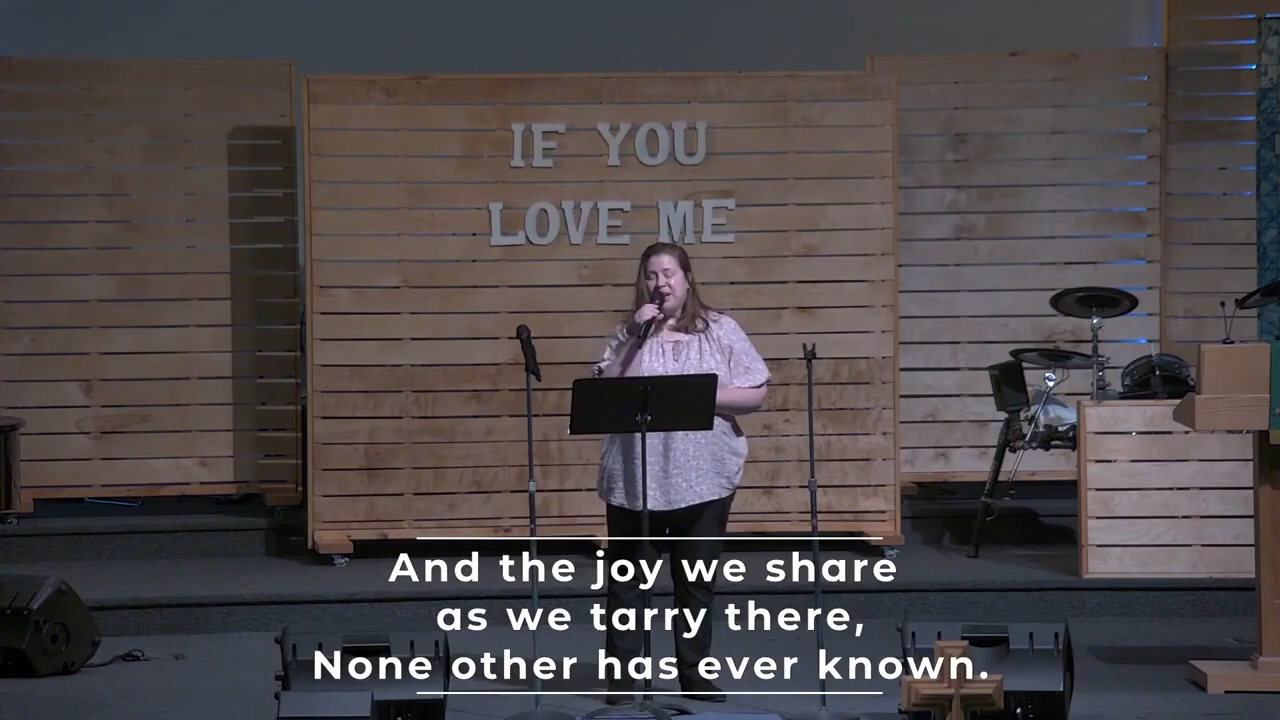 IF YOU
LOVE ME
And the joy we share
as we tarry there,
None other has ever known.